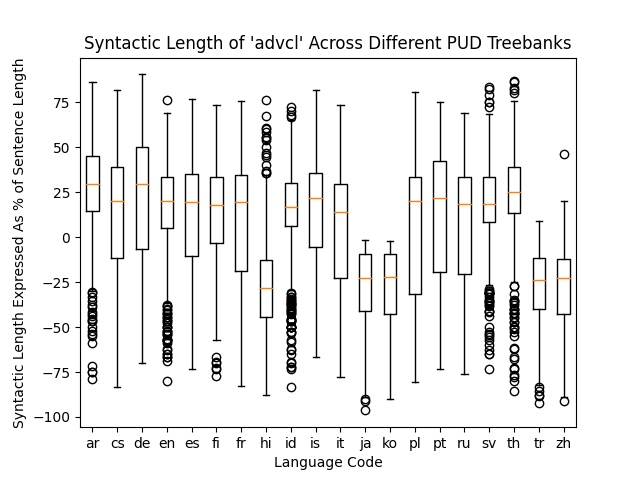 Syntactic Length of 'advcl' Across Different PUD Treebanks
Syntactic Length Expressed As % of Sentence Length
75
50
25
0
−25
−50
−75
−100
ar cs de en es fi fr hi id is it ja ko pl pt ru sv th tr zh
Language Code